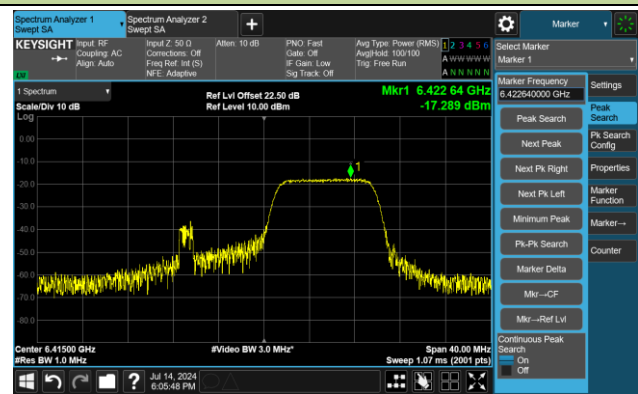 Spectrum Analyzer 1
Swept SA
Spectrum Analyzer 2
Swept SA
+
Marker
KEYSIGHT
Input: RF
Coupling: AC
Align: Auto
Input Z: 50 Ω
Corrections: Off
Freq Ref: Int (S)
NFE: Adaptive
Atten: 10 dB
PNO: Fast
Gate: Off
IF Gain: Low
Sig Track: Off
Avg Type: Power (RMS)
Avg|Hold: 100/100
Trig: Free Run
1 2 3 4 5 6
A W W W W W
A N N N N N
Select Marker
Marker 1
LXI
1 Spectrum
Scale/Div 10 dB
Ref Lvl Offset 22.50 dB
Ref Level 10.00 dBm
Mkr1 6.422 64 GHz
-17.289 dBm
Log
0.00
-10.0
-20.0
-30.0
-40.0
-50.0
-60.0
-70.0
-80.0
1
Center 6.41500 GHz
#Res BW 1.0 MHz
#Video BW 3.0 MHz*
Span 40.00 MHz
Sweep 1.07 ms (2001 pts)
Marker Frequency
6.422640000 GHz
Peak Search
Next Peak
Next Pk Right
Next Pk Left
Minimum Peak
Pk-Pk Search
Marker Delta
Mkr→CF
Mkr→Ref Lvl
Continuous Peak
Search
On
Off
Settings
Peak
Search
Pk Search
Config
Properties
Marker
Function
Marker→
Counter
?
Jul 14, 2024
6:05:48 PM